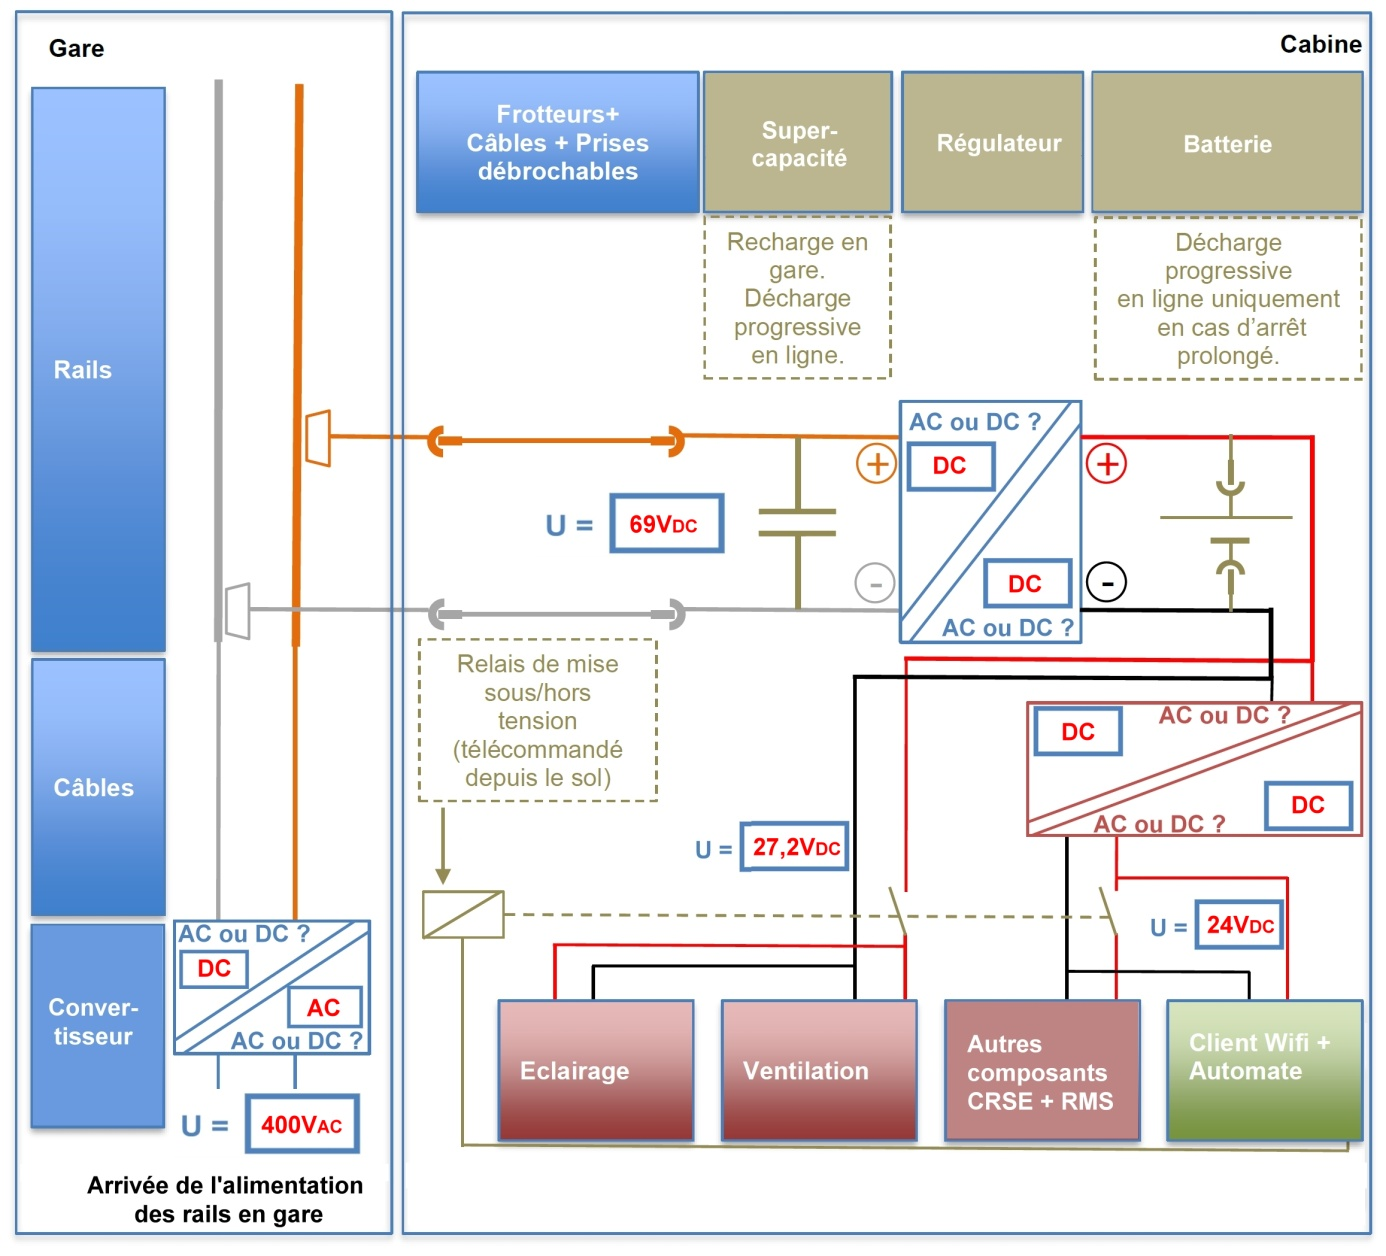 Gare
Cabine
Rails
Câbles
Conver-
tisseur
Frotteurs+
Câbles + Prises
débrochables
Super-
capacité
Régulateur
Batterie
Recharge en
gare.
Décharge
progressive
en ligne.
Décharge
progressive
en ligne uniquement
en cas d'arrêt
prolongé.
AC ou DC ?
DC
DC
AC ou DC ?
+
-
+
-
U =
69VDC
Relais de mise
sous/hors
tension
(télécommandé
depuis le sol)
AC ou DC ?
DC
DC
AC ou DC ?
U =
27,2VDC
U =
24VDC
AC ou DC ?
DC
AC
AC ou DC ?
U =
400VAC
Arrivée de l'alimentation
des rails en gare
Eclairage
Ventilation
Autres
composants
CRSE + RMS
Client Wifi +
Automate